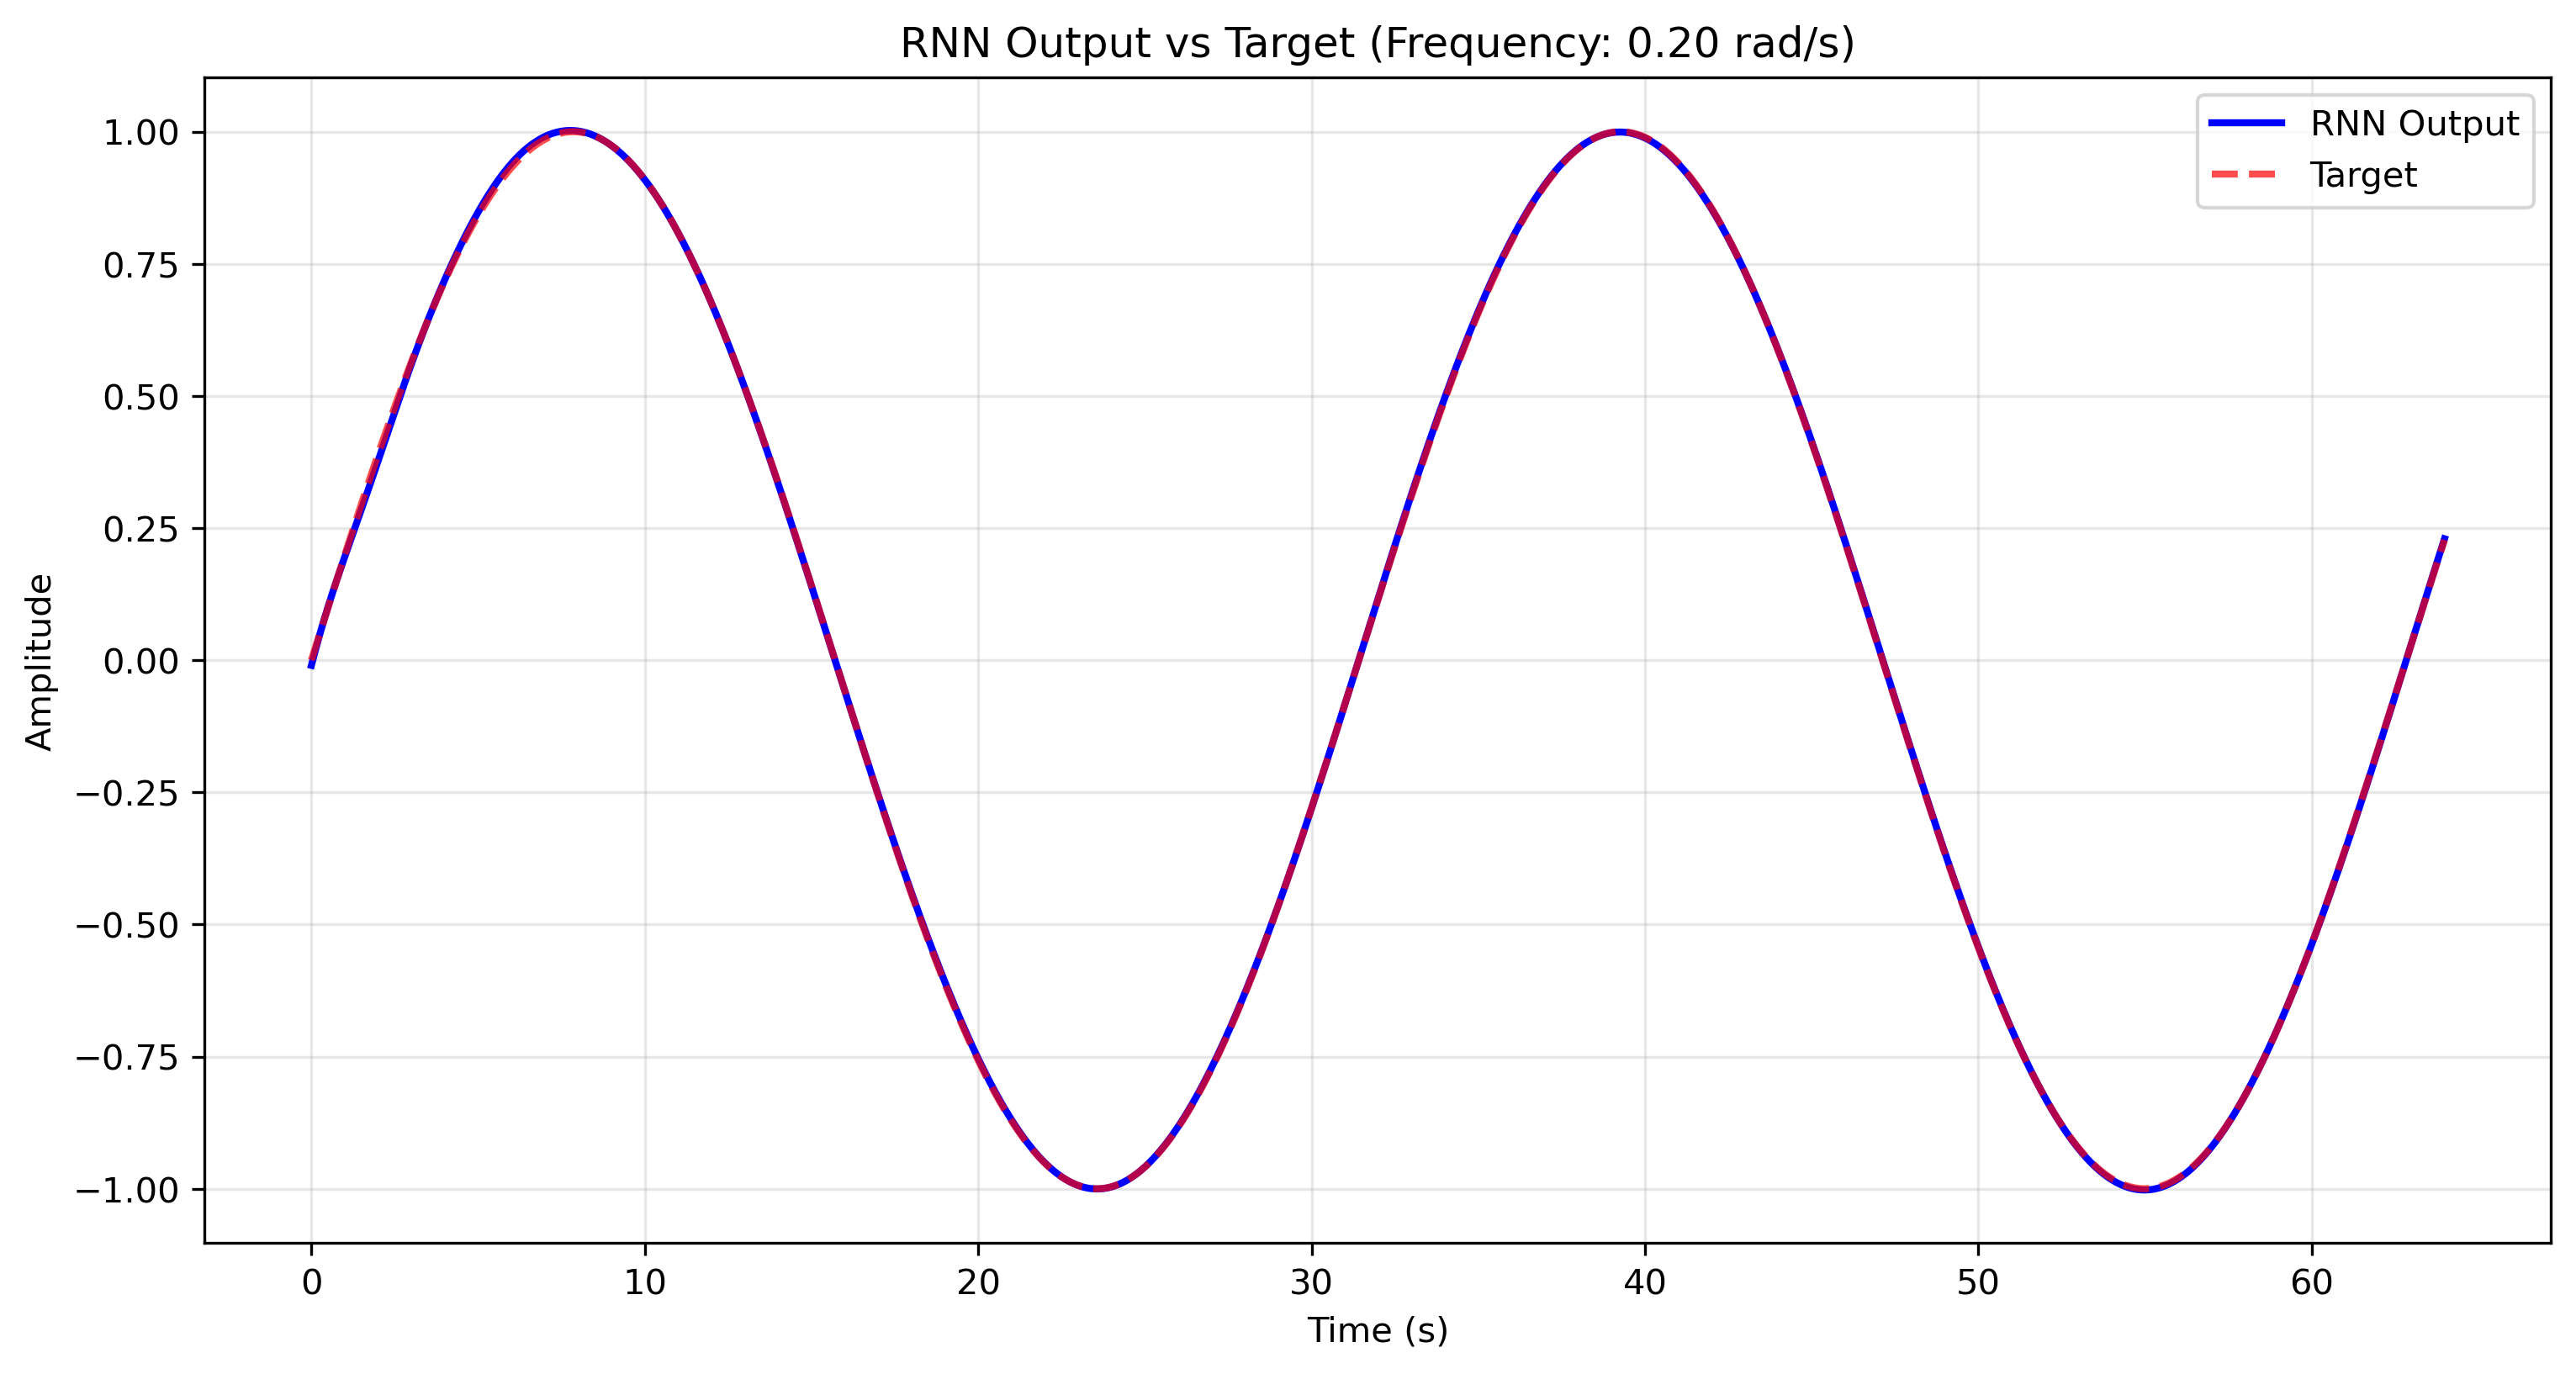 RNN Output vs Target (Frequency: 0.20 rad/s)
RNN Output
Target
1.00
0.75
0.50
0.25
0.00
−0.25
−0.50
−0.75
−1.00
Amplitude
0 10 20 30 40 50 60
Time (s)